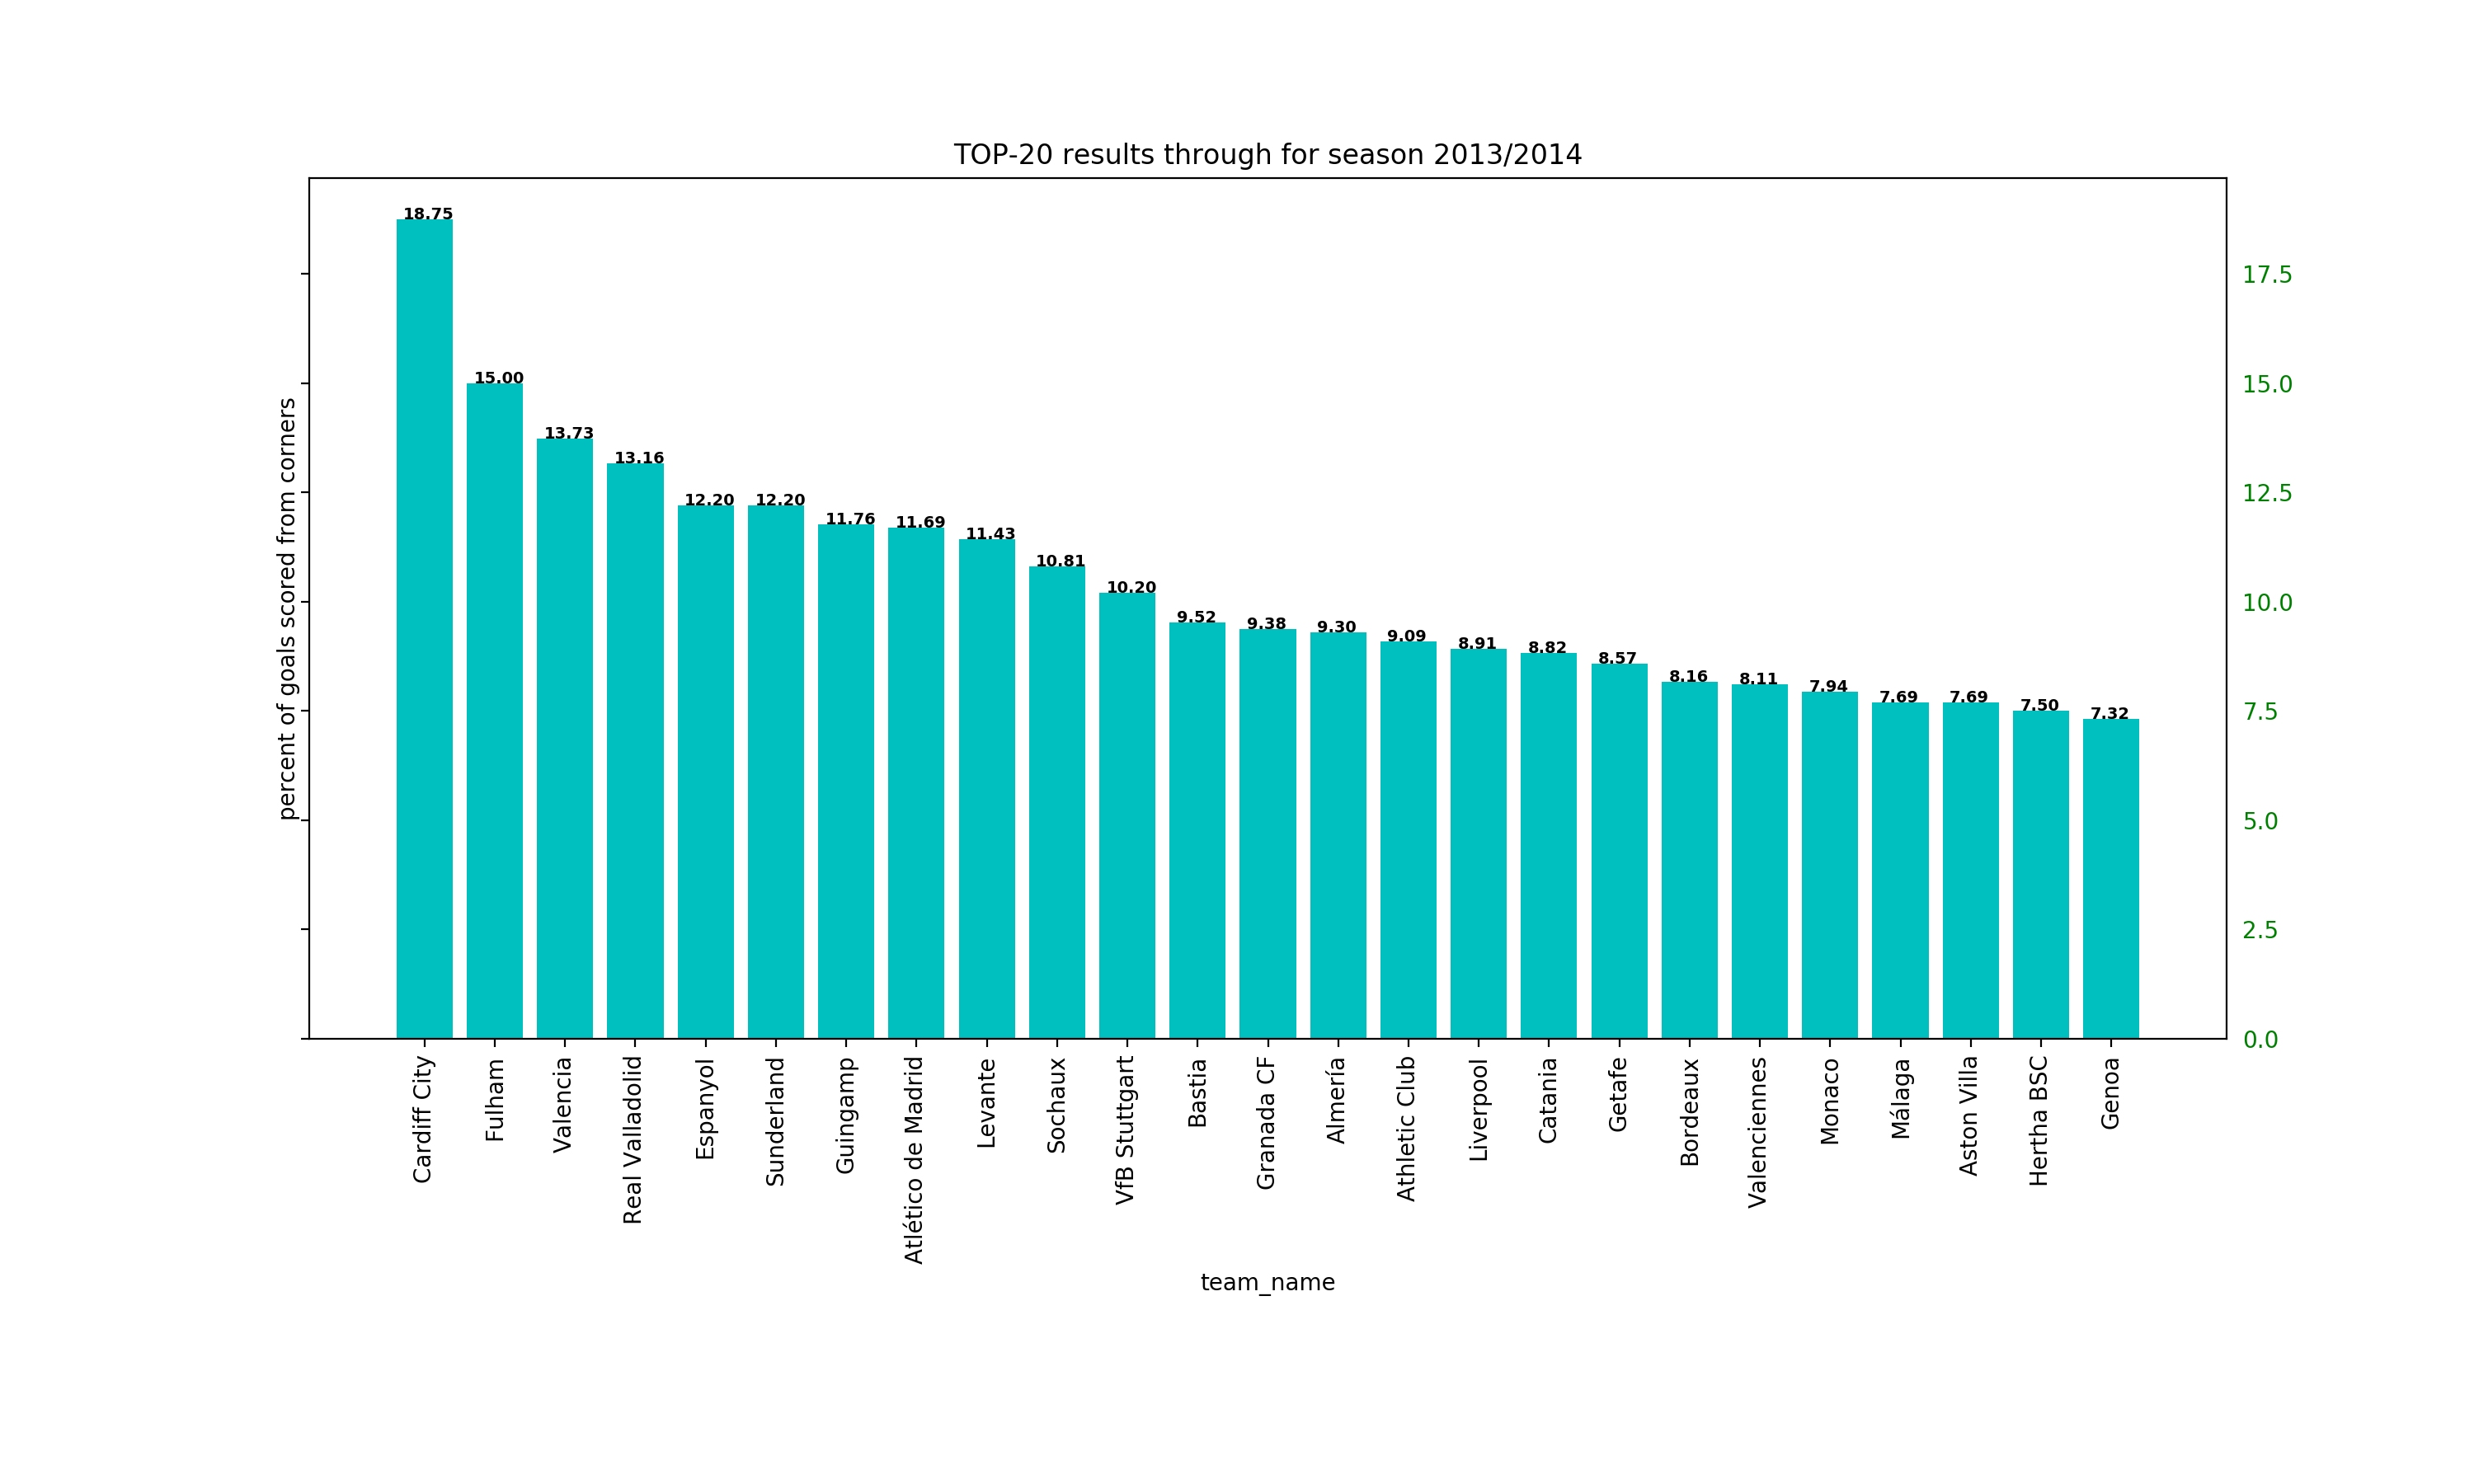 TOP-20 results through for season 2013/2014
percent of goals scored from corners
18.75
15.00
13.73
13.16
12.20
12.20
11.76
11.69
11.43
10.81
10.20
9.52
9.38
9.30
9.09
8.91
8.82
8.57
8.16
8.11
7.94
7.69
7.69
7.50
7.32
17.5
15.0
12.5
10.0
7.5
5.0
2.5
0.0
Cardiff City
Fulham
Valencia
Real Valladolid
Espanyol
Sunderland
Guingamp
Atlético de Madrid
Levante
Sochaux
VfB Stuttgart
Bastia
Granada CF
Almería
Athletic Club
Liverpool
Catania
Getafe
Bordeaux
Valenciennes
Monaco
Málaga
Aston Villa
Hertha BSC
Genoa
team_name